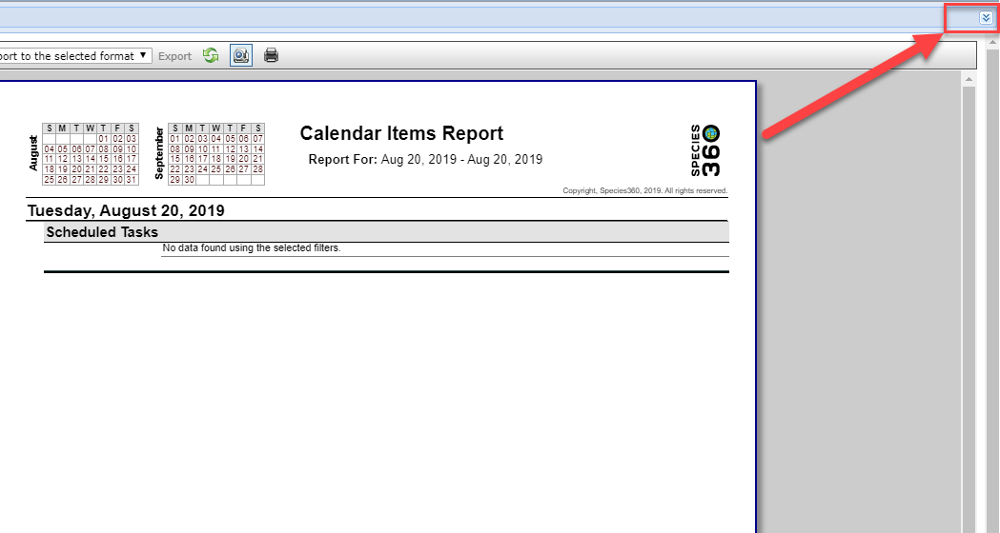 port to the selected format ▼ Export
August
S M T W T F S
01 02 03
04 05 06 07 08 09 10
11 12 13 14 15 16 17
18 19 20 21 22 23 24
25 26 27 28 29 30 31
September
S M T W T F S
01 02 03 04 05 06 07
08 09 10 11 12 13 14
15 16 17 18 19 20 21
22 23 24 25 26 27 28
29 30
Calendar Items Report
Report For: Aug 20, 2019 - Aug 20, 2019
SPECIES
360
Copyright, Species360, 2019. All rights reserved.
Tuesday, August 20, 2019
Scheduled Tasks
No data found using the selected filters.